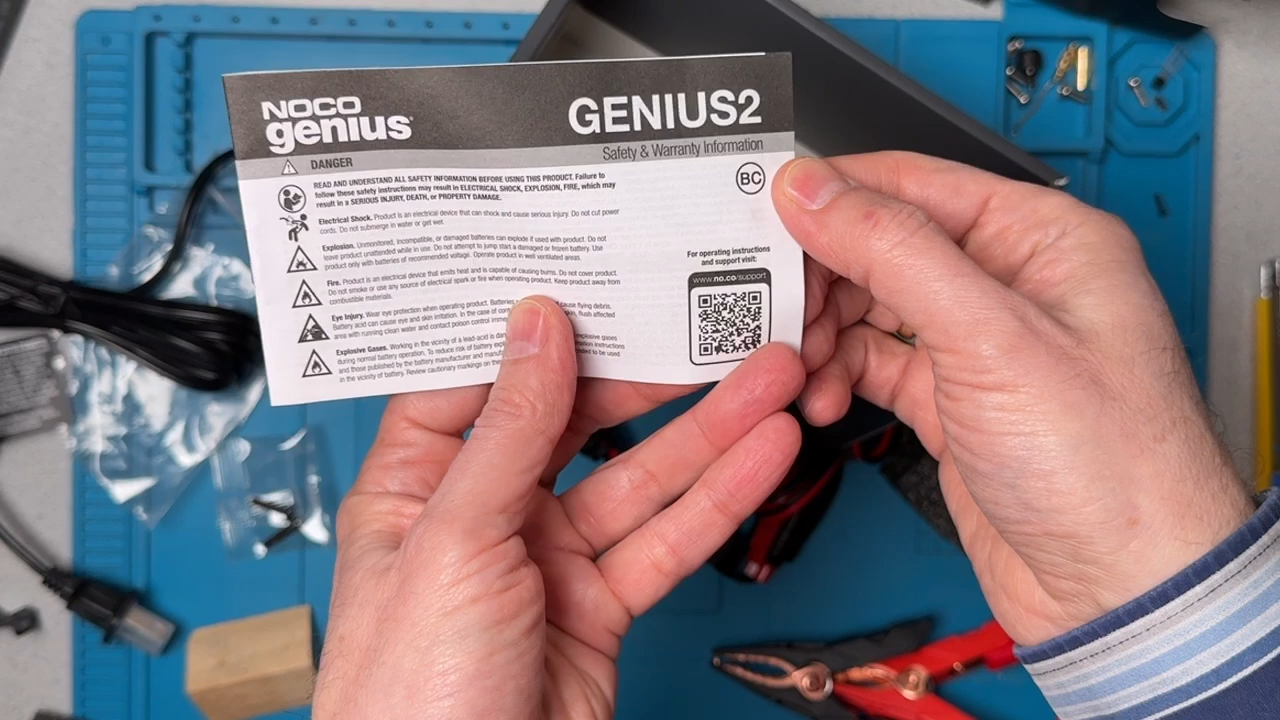 NOCO
genius
GENIUS2
Safety & Warranty Information
DANGER
BC
READ AND UNDERSTAND ALL SAFETY INFORMATION BEFORE USING THIS PRODUCT. Failure to
follow these safety instructions may result in ELECTRICAL SHOCK, EXPLOSION, FIRE, which may
result in a SERIOUS INJURY, DEATH, or PROPERTY DAMAGE.
Electrical Shock. Product is an electrical device that can shock and cause serious injury. Do not cut power
cords. Do not submerge in water or get wet.
Explosion. Unmonitored, incompatible, or damaged batteries can explode if used with product. Do not
leave product unattended while in use. Do not attempt to jump start a damaged or frozen battery. Use
product only with batteries of recommended voltage. Operate product in well ventilated areas.
Fire. Product is an electrical device that emits heat and is capable of causing burns. Do not cover product.
Do not smoke or use any source of electrical spark or fire when operating product. Keep product away from
combustible materials.
Eye Injury. Wear eye protection when operating product. Batteries cause flying debris.
Battery acid can cause eye and skin irritation. In the case of skin, flush affected
area with running clean water and contact poison control
Explosive Gases. Working in the vicinity of a lead-acid is explosive gases
during normal battery operation. To reduce risk of battery instructions
and those published by the battery manufacturer and to be used
in the vicinity of battery. Review cautionary markings on
For operating instructions
and support visit:
www.no.co/support